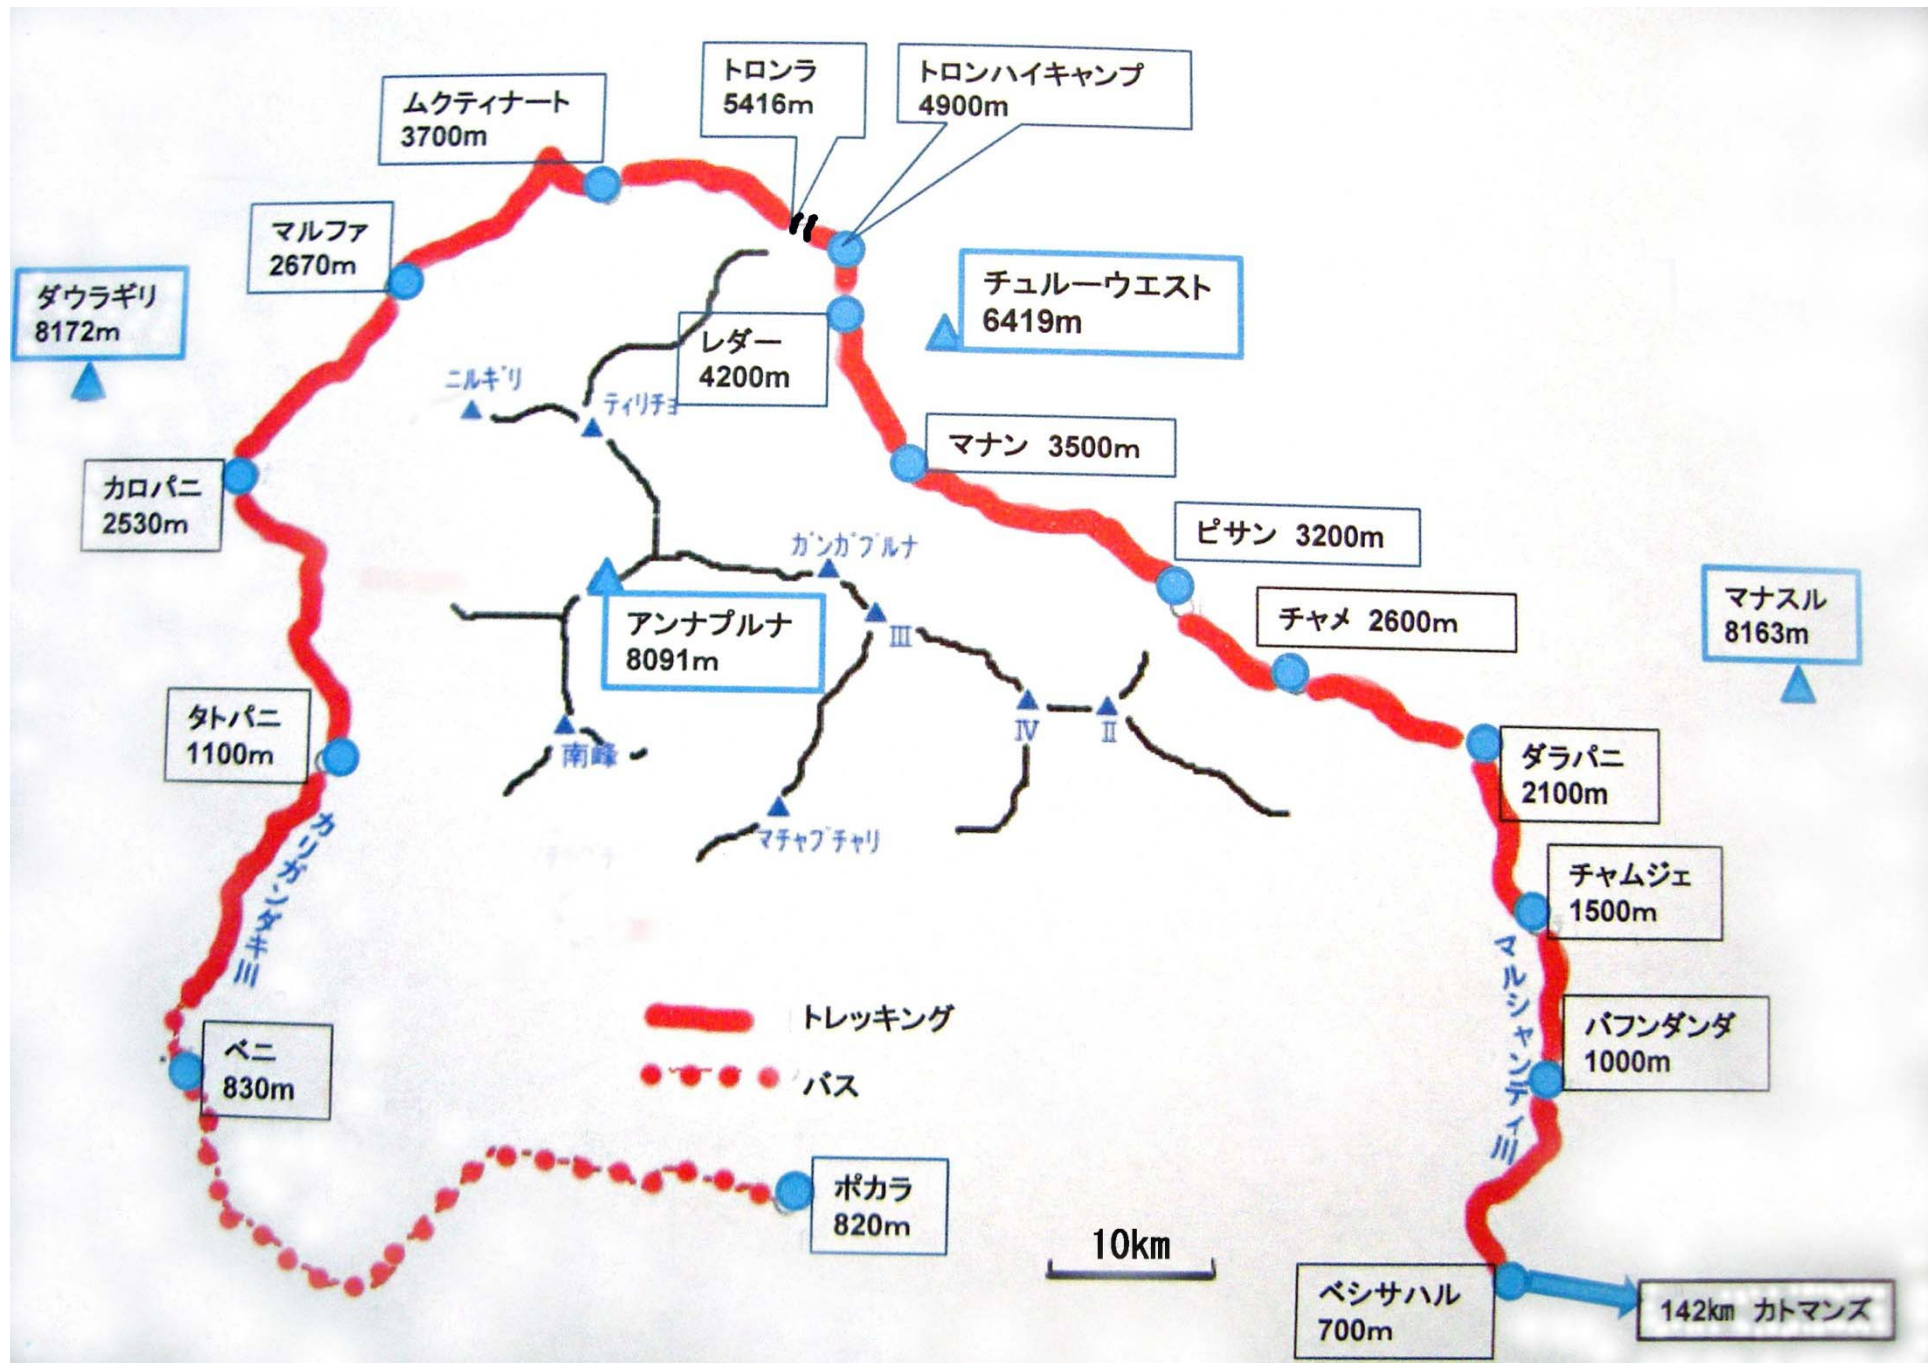 トロンラ
5416m
トロンハイキャンプ
4900m
ムクティナート
3700m
マルファ
2670m
ダウラギリ
8172m
チュルーウエスト
6419m
レダー
4200m
ニルギリ
ティリチョ
マナン 3500m
カロパニ
2530m
ピサン 3200m
ガンガプルナ
チャメ 2600m
マナスル
8163m
アンナプルナ
8091m
III
IV
II
タトパニ
1100m
南峰
ダラパニ
2100m
マチャプチャリ
カリガンダキ川
チャムジェ
1500m
マルシャンディ川
トレッキング
バス
バフンダンダ
1000m
ベニ
830m
ポカラ
820m
10km
ベシサハル
700m
142km カトマンズ